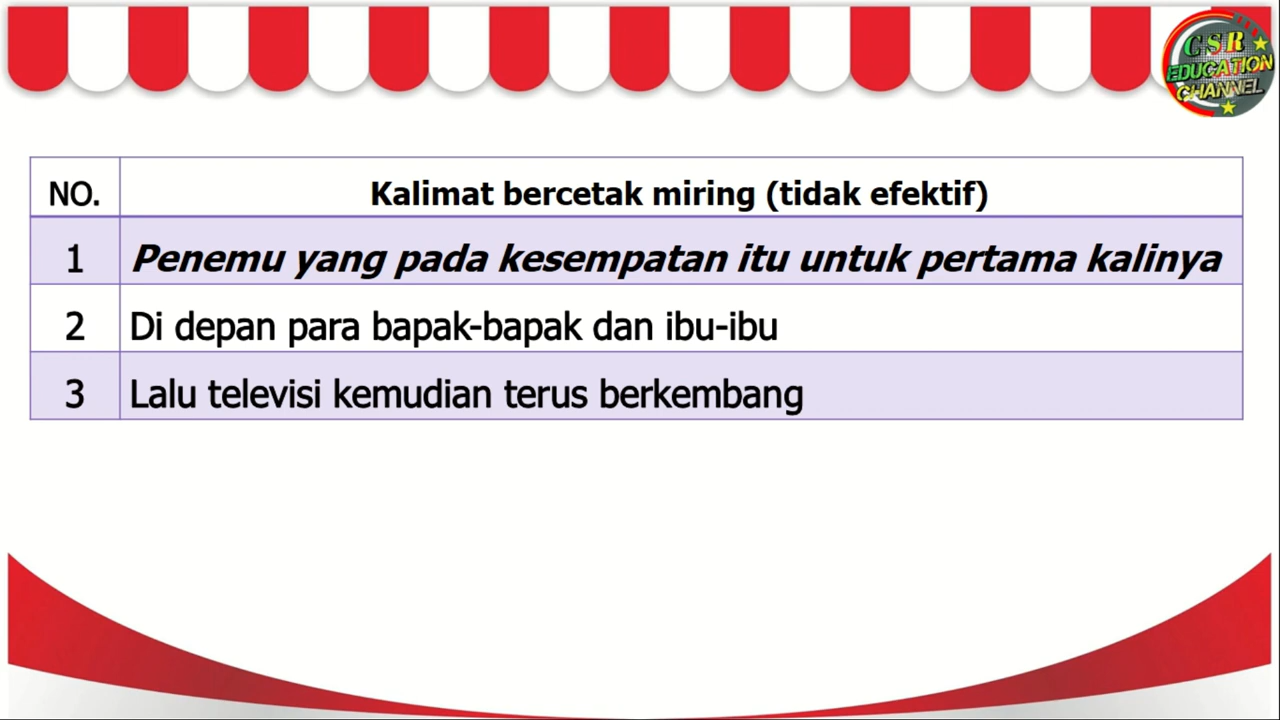 CSR
EDUCATION
CHANNEL
NO. Kalimat bercetak miring (tidak efektif)
1 Penemu yang pada kesempatan itu untuk pertama kalinya
2 Di depan para bapak-bapak dan ibu-ibu
3 Lalu televisi kemudian terus berkembang